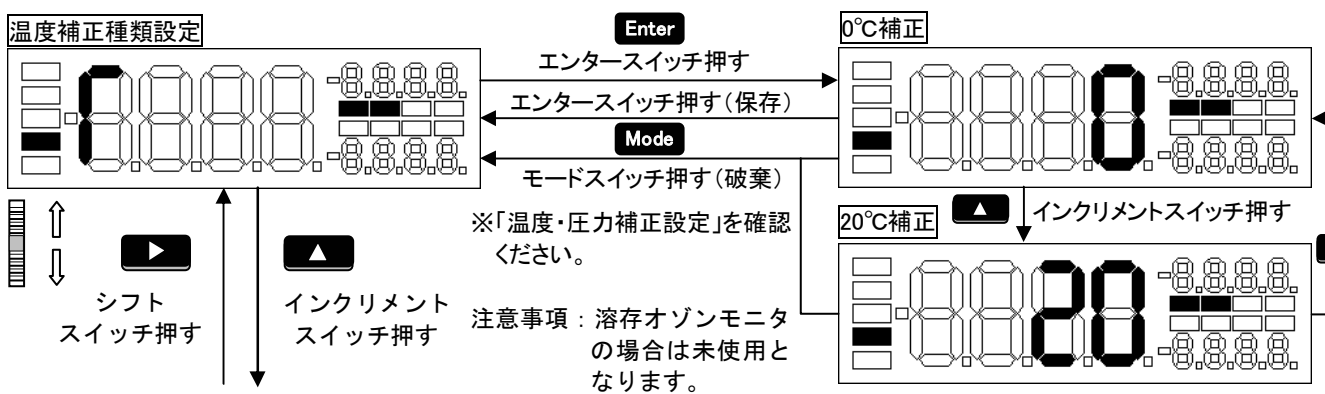 温度補正種類設定
Enter
エンタースイッチ押す
エンタースイッチ押す(保存)
Mode
モードスイッチ押す(破棄)
0℃補正
0
インクリメントスイッチ押す
※「温度・圧力補正設定」を確認
ください。
20℃補正
20
シフト
スイッチ押す
インクリメント
スイッチ押す
注意事項：溶存オゾンモニタ
の場合は未使用と
なります。